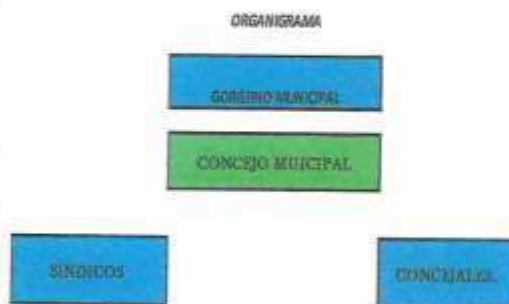 ORGANIGRAMA
GOBIERNO MUNICIPAL
CONCEJO MUICIPAL
SINDICOS
CONCEJALES.